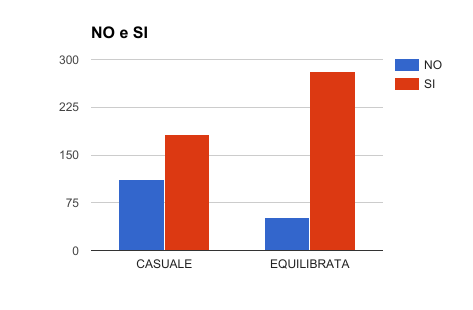 NO e SI
300
225
150
75
0
CASUALE EQUILIBRATA
NO
SI